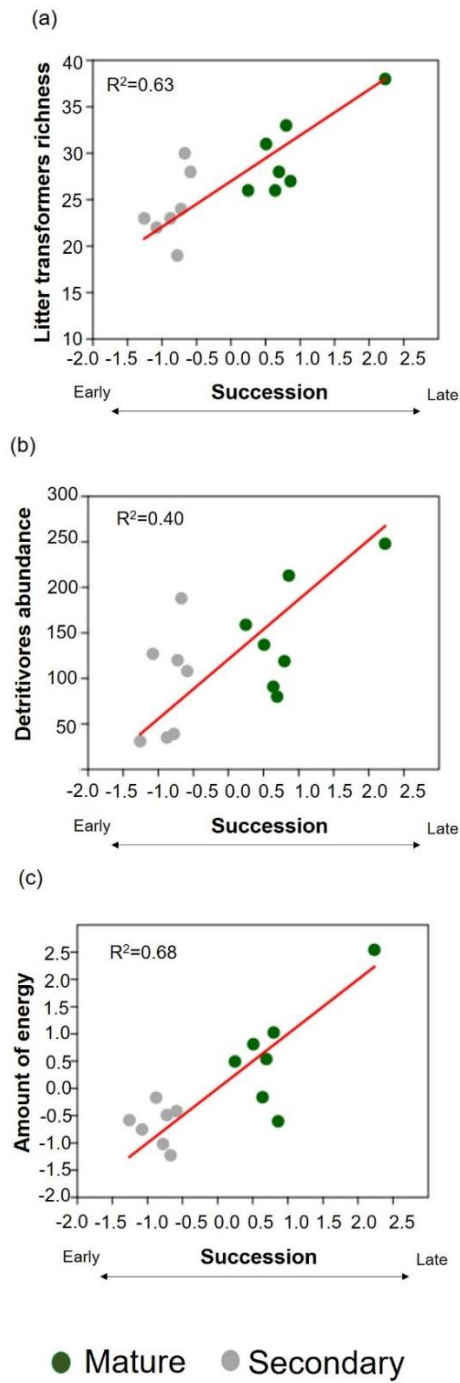 (a)
Litter transformers richness
40
35
30
25
20
15
10
R²=0.63
-2.0 -1.5 -1.0 -0.5 0.0 0.5 1.0 1.5 2.0 2.5
Early Succession Late
(b)
Detritivores abundance
300
250
200
150
100
50
R²=0.40
-2.0 -1.5 -1.0 -0.5 0.0 0.5 1.0 1.5 2.0 2.5
Early Succession Late
(c)
Amount of energy
2.5
2.0
1.5
1.0
0.5
0.0
-0.5
-1.0
-1.5
-2.0
R²=0.68
-2.0 -1.5 -1.0 -0.5 0.0 0.5 1.0 1.5 2.0 2.5
Early Succession Late
Mature Secondary